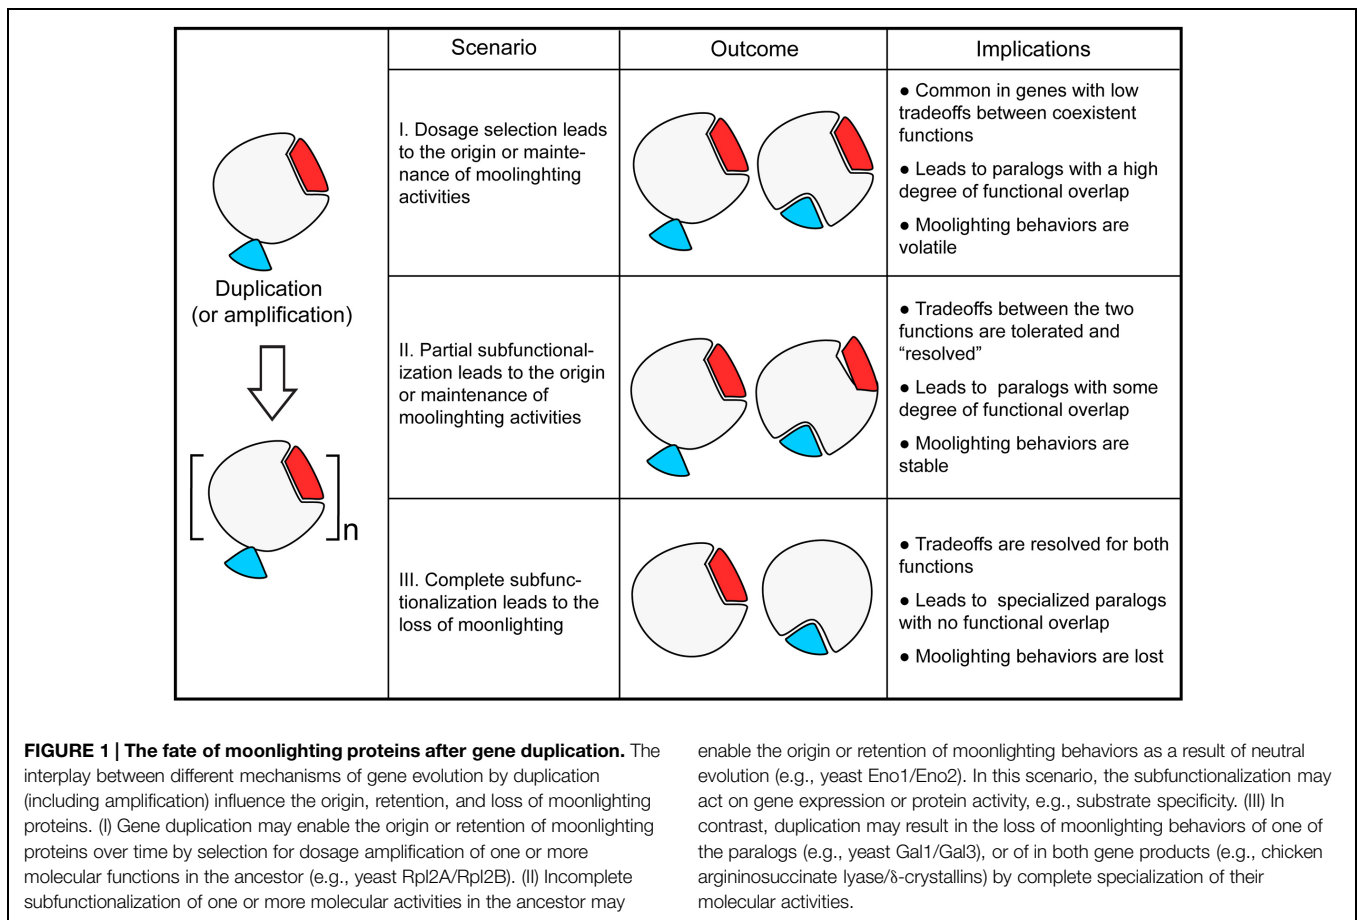 Scenario
Outcome
Implications
Duplication
(or amplification)
n
I. Dosage selection leads
to the origin or mainte-
nance of moolinghting
activities
● Common in genes with low
tradeoffs between coexistent
functions
● Leads to paralogs with a high
degree of functional overlap
● Moolighting behaviors are
volatile
II. Partial subfunctional-
ization leads to the origin
or maintenance of
moolinghting activities
● Tradeoffs between the two
functions are tolerated and
“resolved”
● Leads to  paralogs with some
degree of functional overlap
● Moolighting behaviors are
stable
III. Complete subfunc-
tionalization leads to the
loss of moonlighting
● Tradeoffs are resolved for both
functions
● Leads to  specialized paralogs
with no functional overlap
● Moolighting behaviors are lost
FIGURE 1 | The fate of moonlighting proteins after gene duplication. The
interplay between different mechanisms of gene evolution by duplication
(including amplification) influence the origin, retention, and loss of moonlighting
proteins. (I) Gene duplication may enable the origin or retention of moonlighting
proteins over time by selection for dosage amplification of one or more
molecular functions in the ancestor (e.g., yeast Rpl2A/Rpl2B). (II) Incomplete
subfunctionalization of one or more molecular activities in the ancestor may
enable the origin or retention of moonlighting behaviors as a result of neutral
evolution (e.g., yeast Eno1/Eno2). In this scenario, the subfunctionalization may
act on gene expression or protein activity, e.g., substrate specificity. (III) In
contrast, duplication may result in the loss of moonlighting behaviors of one of
the paralogs (e.g., yeast Gal1/Gal3), or of in both gene products (e.g., chicken
argininosuccinate lyase/δ-crystallins) by complete specialization of their
molecular activities.